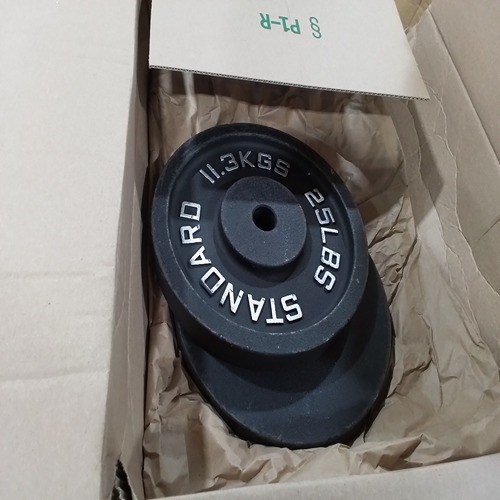 § P1-R
11.3KGS
25LBS
STANDARD